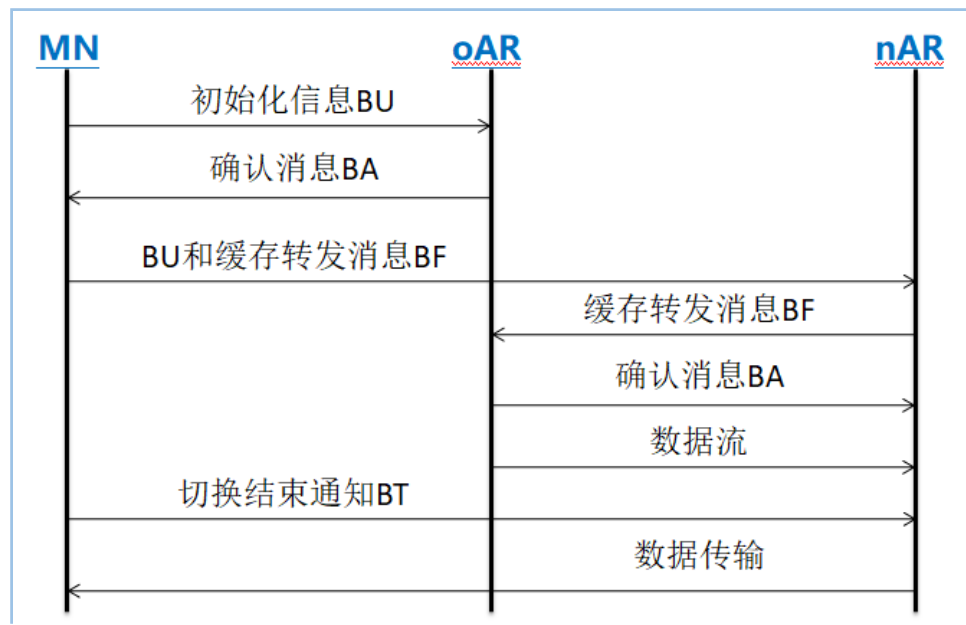 MN oAR nAR
初始化信息BU
确认消息BA
BU和缓存转发消息BF
缓存转发消息BF
确认消息BA
数据流
切换结束通知BT
数据传输